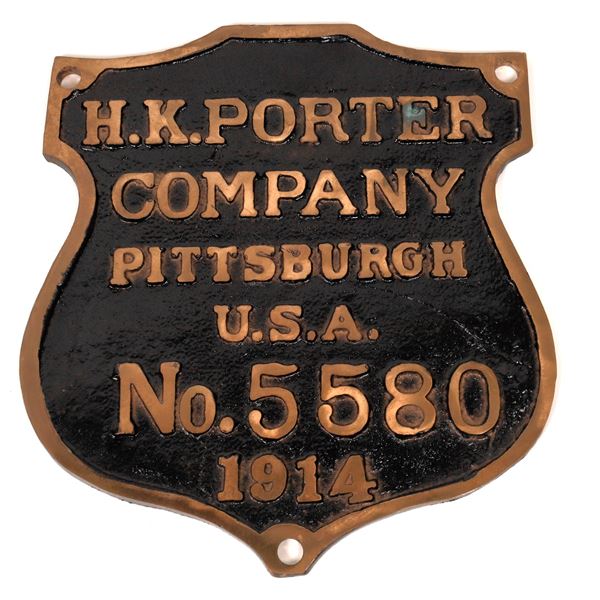 H.K.PORTER
COMPANY
PITTSBURGH
U.S.A.
No.5580
1914